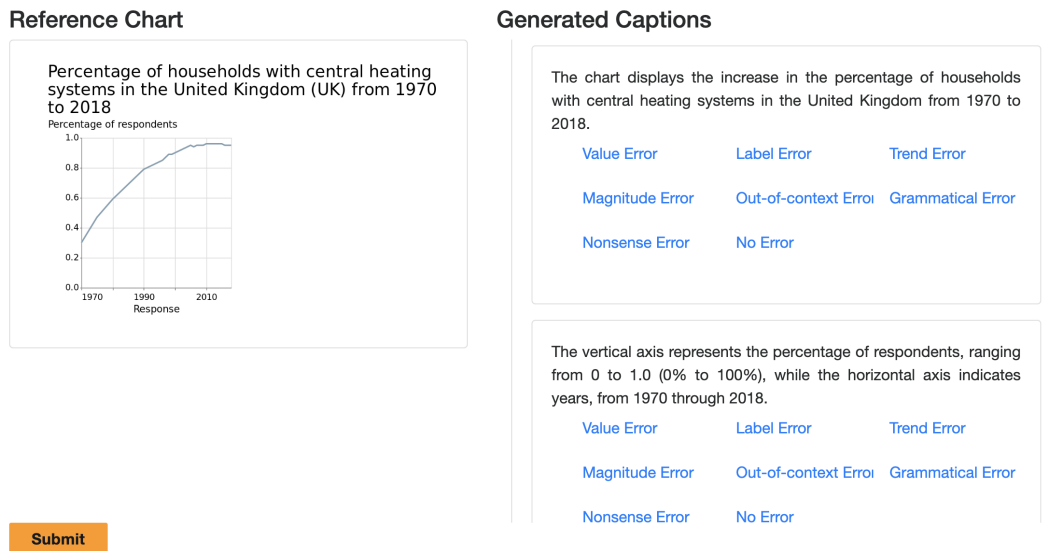 Reference Chart
Percentage of households with central heating
systems in the United Kingdom (UK) from 1970
to 2018
Percentage of respondents
1.0
0.8
0.6
0.4
0.2
0.0
1970 1990 2010
Response
Submit
Generated Captions
The chart displays the increase in the percentage of households
with central heating systems in the United Kingdom from 1970 to
2018.
Value Error Label Error Trend Error
Magnitude Error Out-of-context Error Grammatical Error
Nonsense Error No Error
The vertical axis represents the percentage of respondents, ranging
from 0 to 1.0 (0% to 100%), while the horizontal axis indicates
years, from 1970 through 2018.
Value Error Label Error Trend Error
Magnitude Error Out-of-context Error Grammatical Error
Nonsense Error No Error